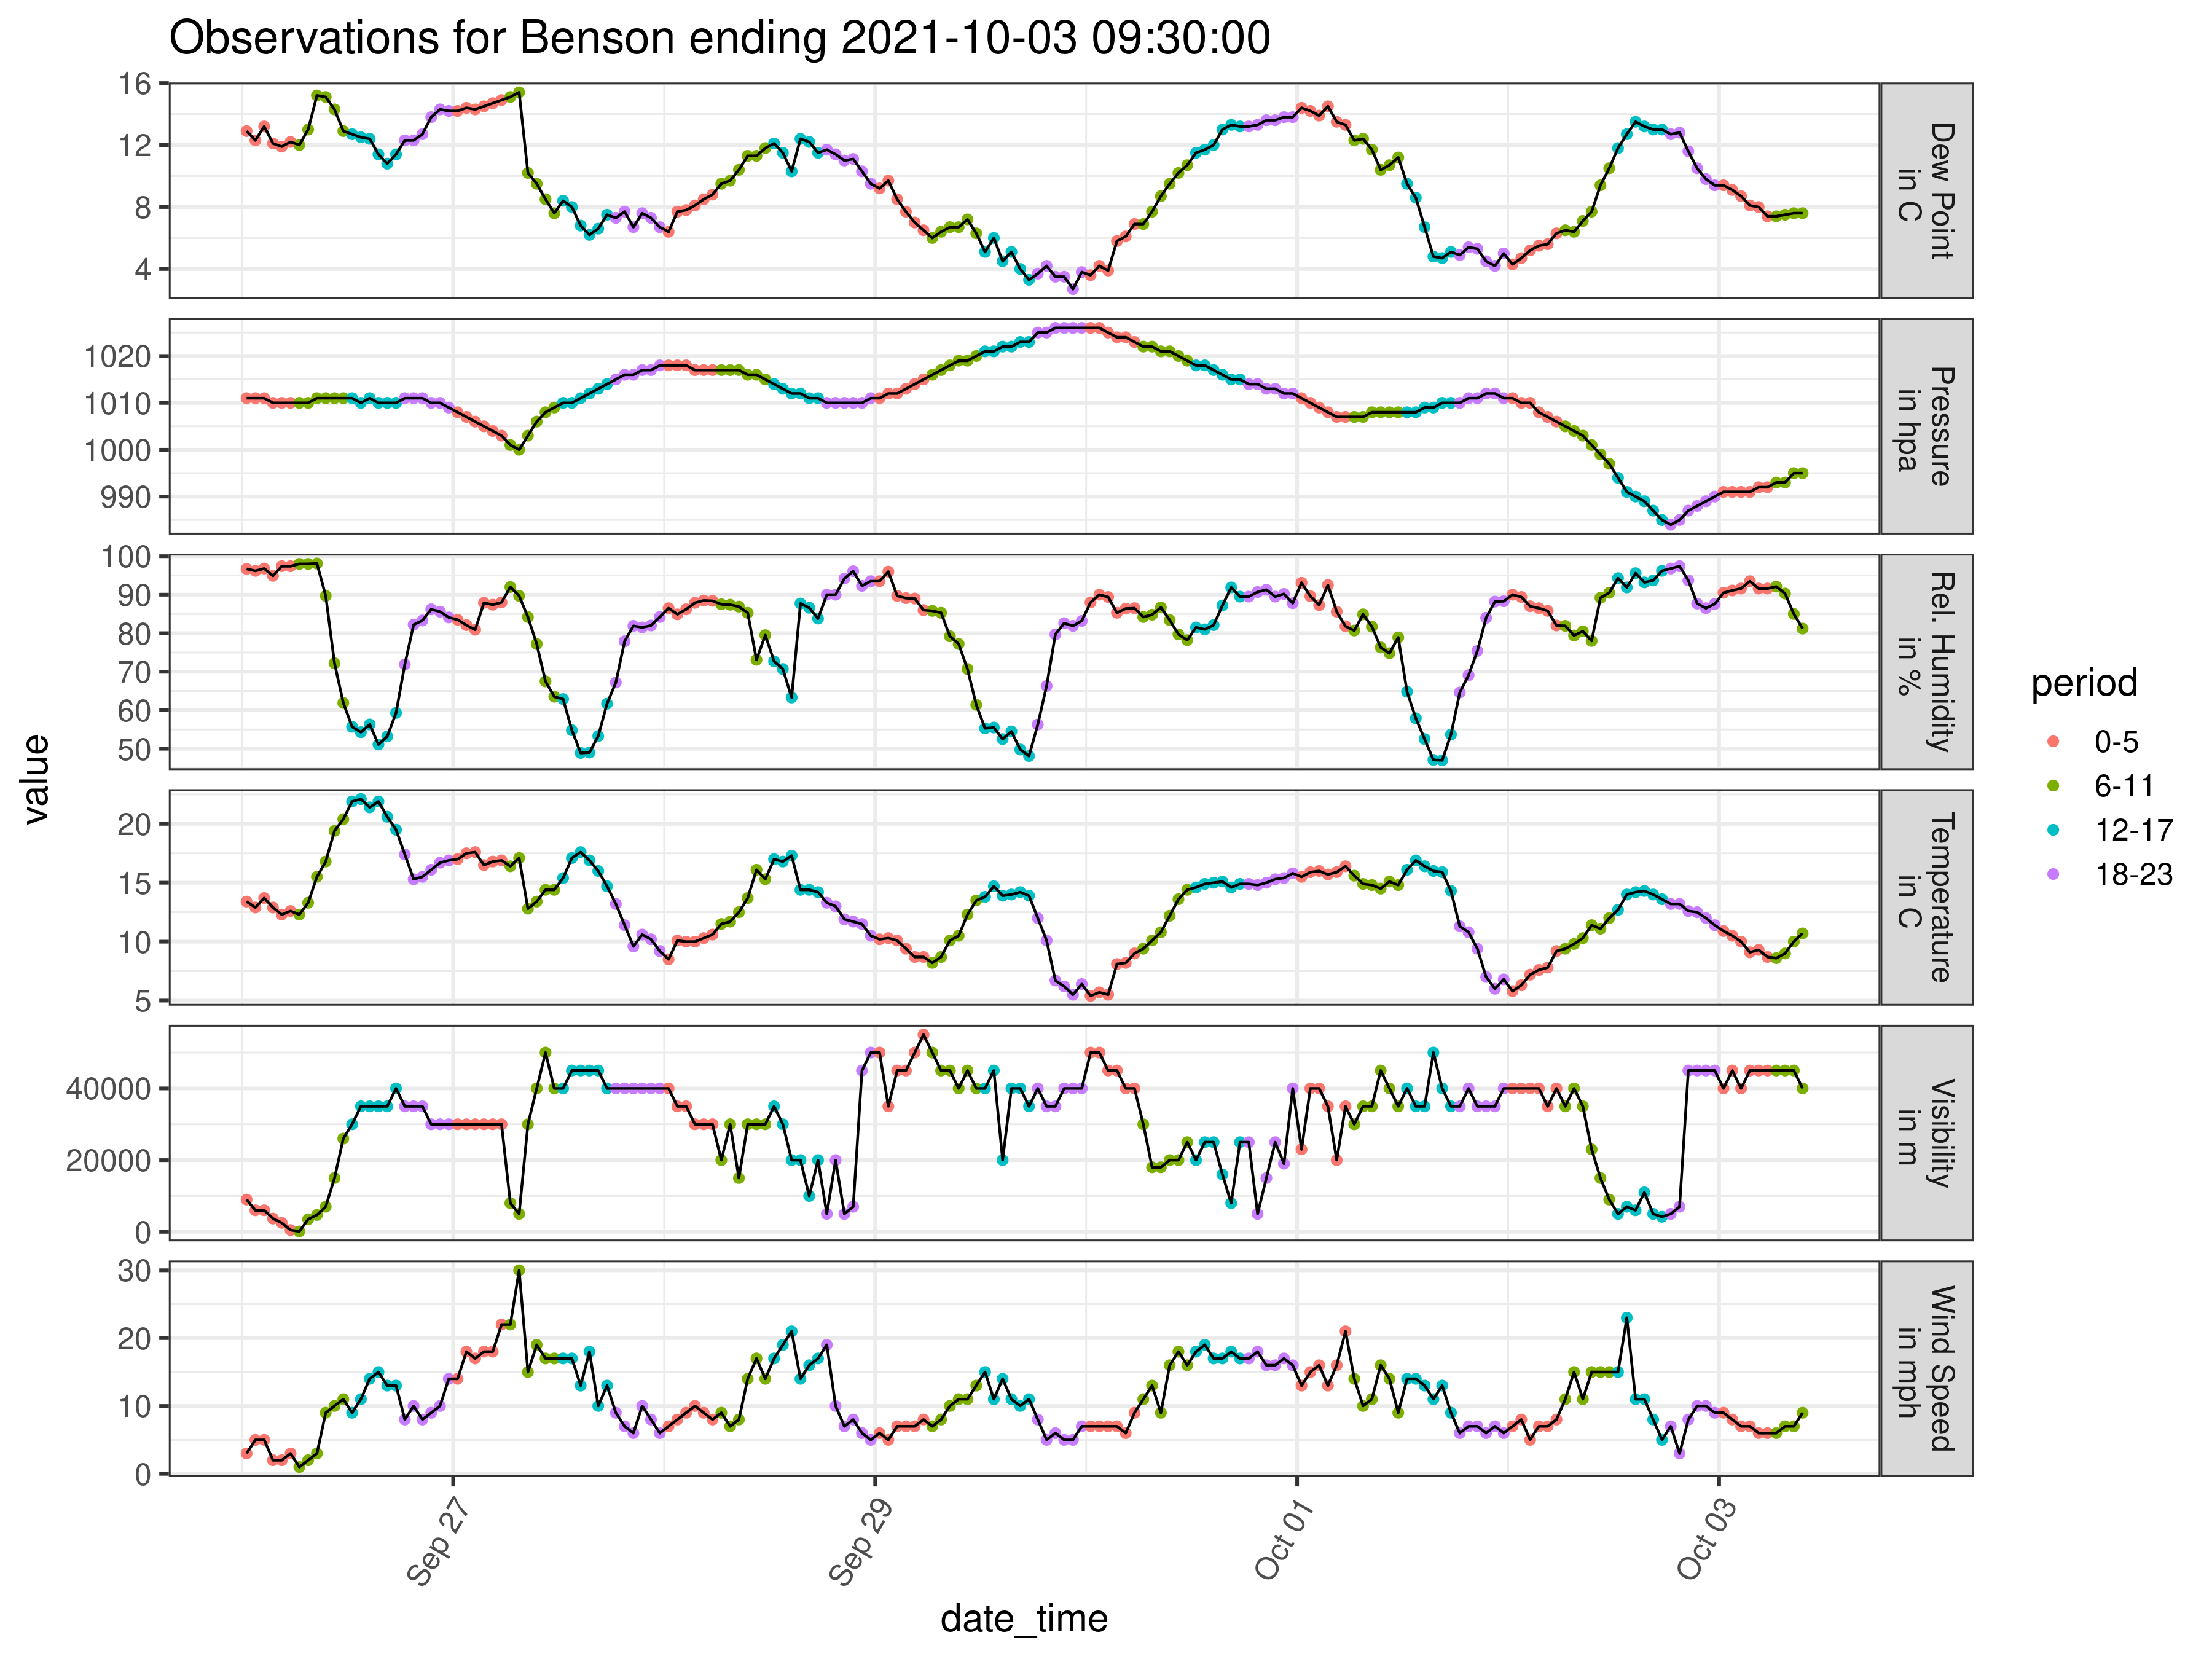 Observations for Benson ending 2021-10-03 09:30:00
value
16
12
8
4
Dew Point
in C
1020
1010
1000
990
Pressure
in hpa
100
90
80
70
60
50
Rel. Humidity
in %
20
15
10
5
Temperature
in C
40000
20000
0
Visibility
in m
30
20
10
0
Wind Speed
in mph
Sep 27
Sep 29
Oct 01
Oct 03
date_time
period
0-5
6-11
12-17
18-23